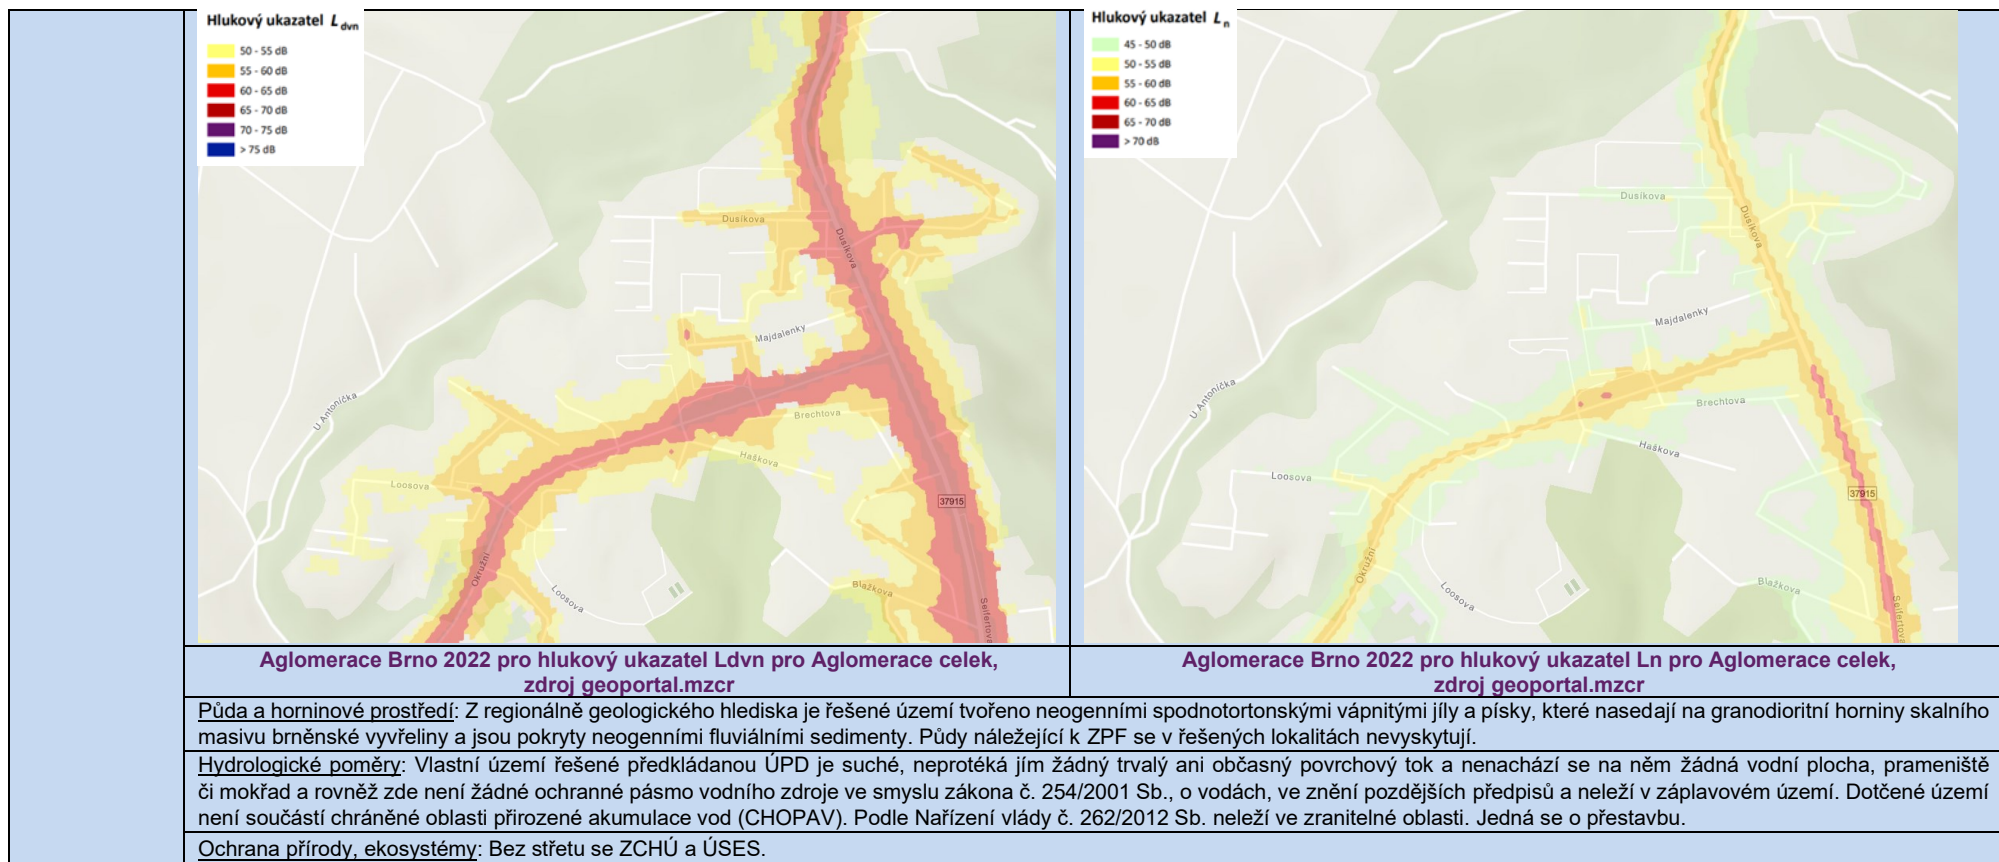 Hlukový ukazatel L dvn
50 - 55 dB
55 - 60 dB
60 - 65 dB
65 - 70 dB
70 - 75 dB
> 75 dB
Dusíkova
Dusíkova
Majdalenky
U Antoníčka
Brechtova
Haškova
Loosova
37915
Okružní
Loosova
Blažkova
Seifertova
Hlukový ukazatel L n
45 - 50 dB
50 - 55 dB
55 - 60 dB
60 - 65 dB
65 - 70 dB
> 70 dB
Dusíkova
Dusíkova
Majdalenky
U Antoníčka
Brechtova
Haškova
Loosova
37915
Okružní
Loosova
Blažkova
Seifertova
Aglomerace Brno 2022 pro hlukový ukazatel Ldvn pro Aglomerace celek,
zdroj geoportal.mzcr
Aglomerace Brno 2022 pro hlukový ukazatel Ln pro Aglomerace celek,
zdroj geoportal.mzcr
Půda a horninové prostředí: Z regionálně geologického hlediska je řešené území tvořeno neogenními spodnotortonskými vápnitými jíly a písky, které nasedají na granodioritní horniny skalního
masivu brněnské vyvřeliny a jsou pokryty neogenními fluviálními sedimenty. Půdy náležející k ZPF se v řešených lokalitách nevyskytují.
Hydrologické poměry: Vlastní území řešené předkládanou ÚPD je suché, neprotéká jím žádný trvalý ani občasný povrchový tok a nenachází se na něm žádná vodní plocha, prameniště
či mokřad a rovněž zde není žádné ochranné pásmo vodního zdroje ve smyslu zákona č. 254/2001 Sb., o vodách, ve znění pozdějších předpisů a neleží v záplavovém území. Dotčené území
není součástí chráněné oblasti přirozené akumulace vod (CHOPAV). Podle Nařízení vlády č. 262/2012 Sb. neleží ve zranitelné oblasti. Jedná se o přestavbu.
Ochrana přírody, ekosystémy: Bez střetu se ZCHÚ a ÚSES.